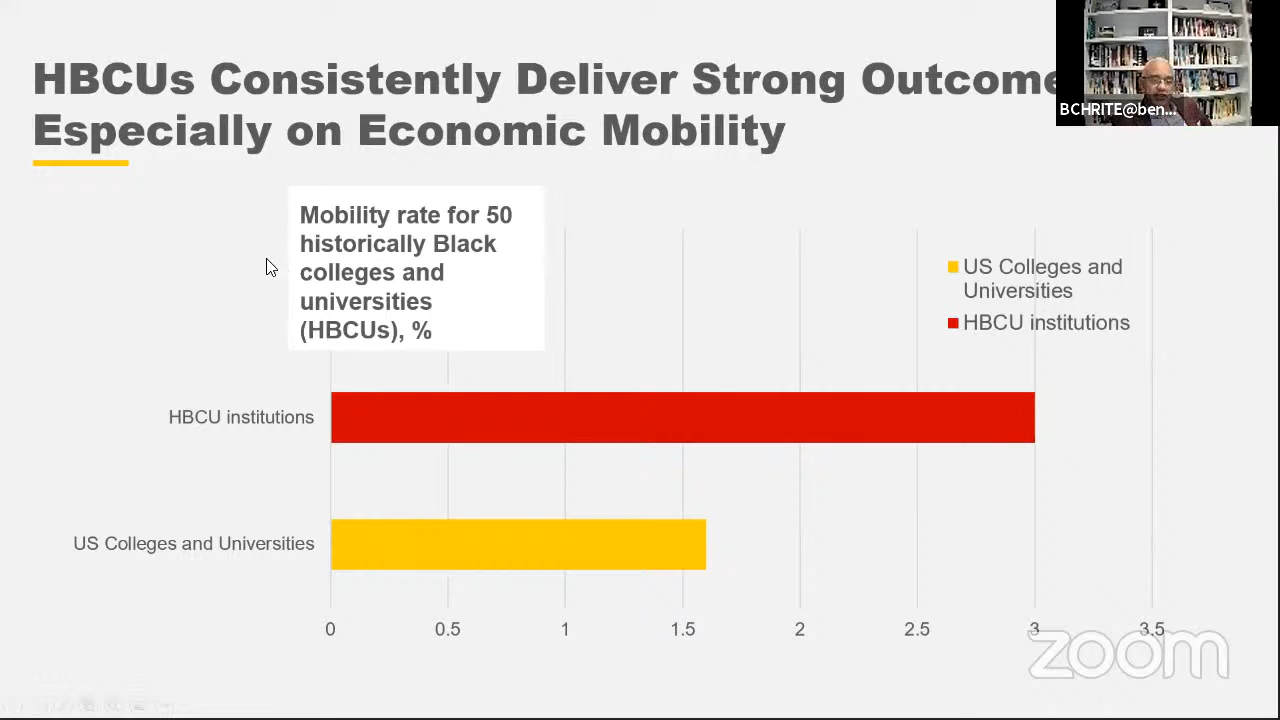 HBCUs Consistently Deliver Strong Outcome
Especially on Economic Mobility
BCHRITE@ben...
Mobility rate for 50
historically Black
colleges and
universities
(HBCUs), %
US Colleges and
Universities
HBCU institutions
HBCU institutions
US Colleges and Universities
0 0.5 1 1.5 2 2.5 3 3.5
zoom